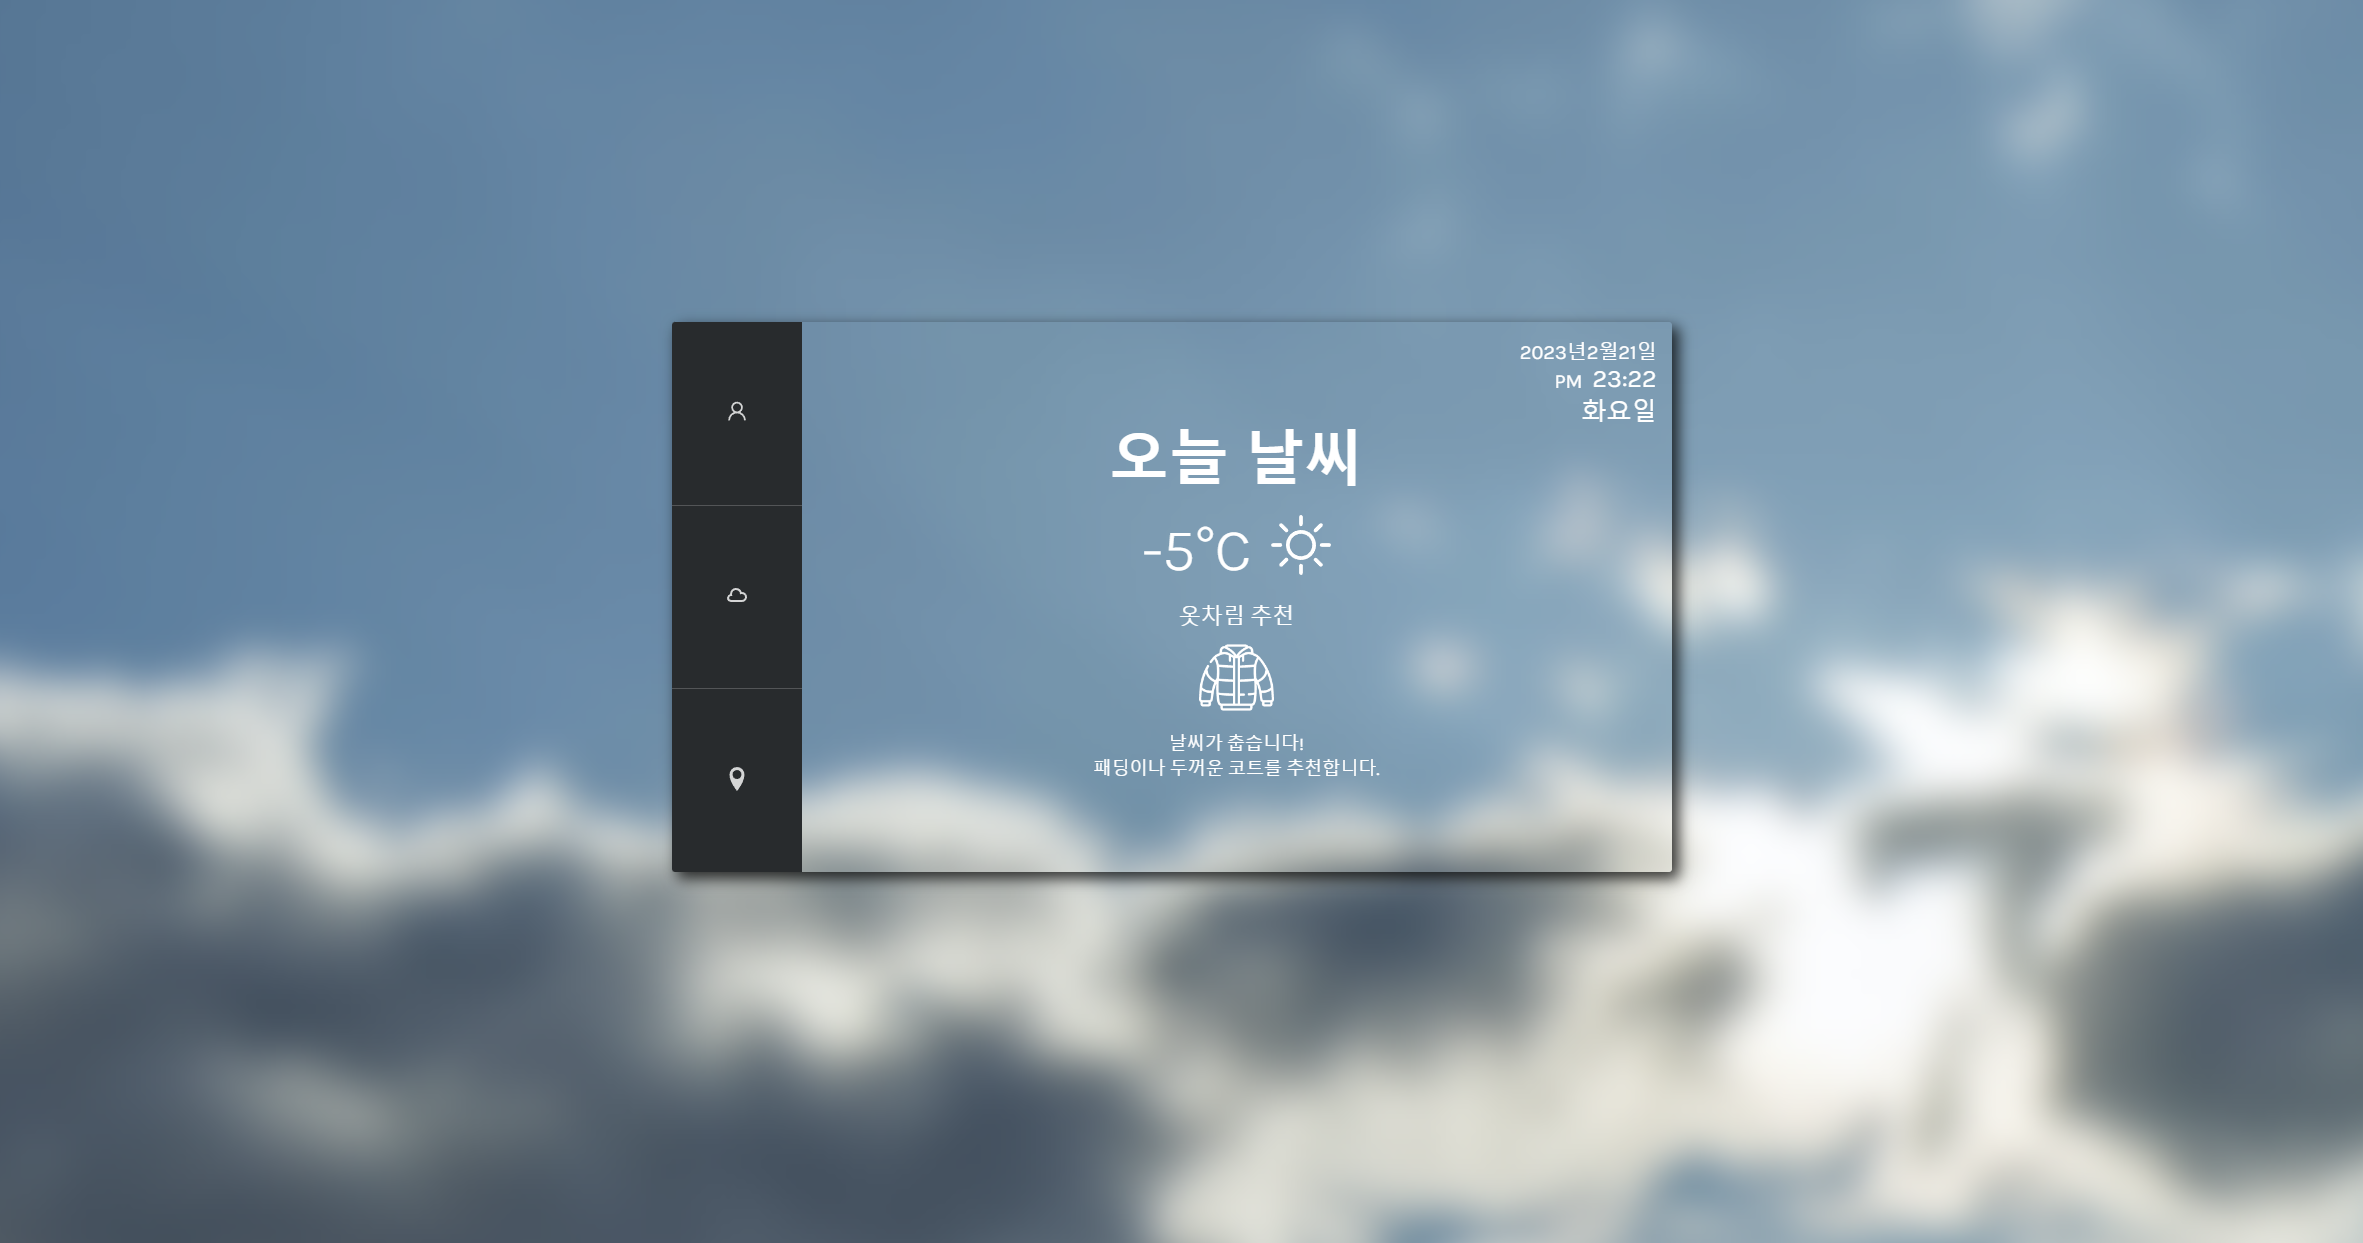 2023년2월21일
PM 23:22
화요일
오늘 날씨
-5°C
옷차림 추천
날씨가 춥습니다!
패딩이나 두꺼운 코트를 추천합니다.